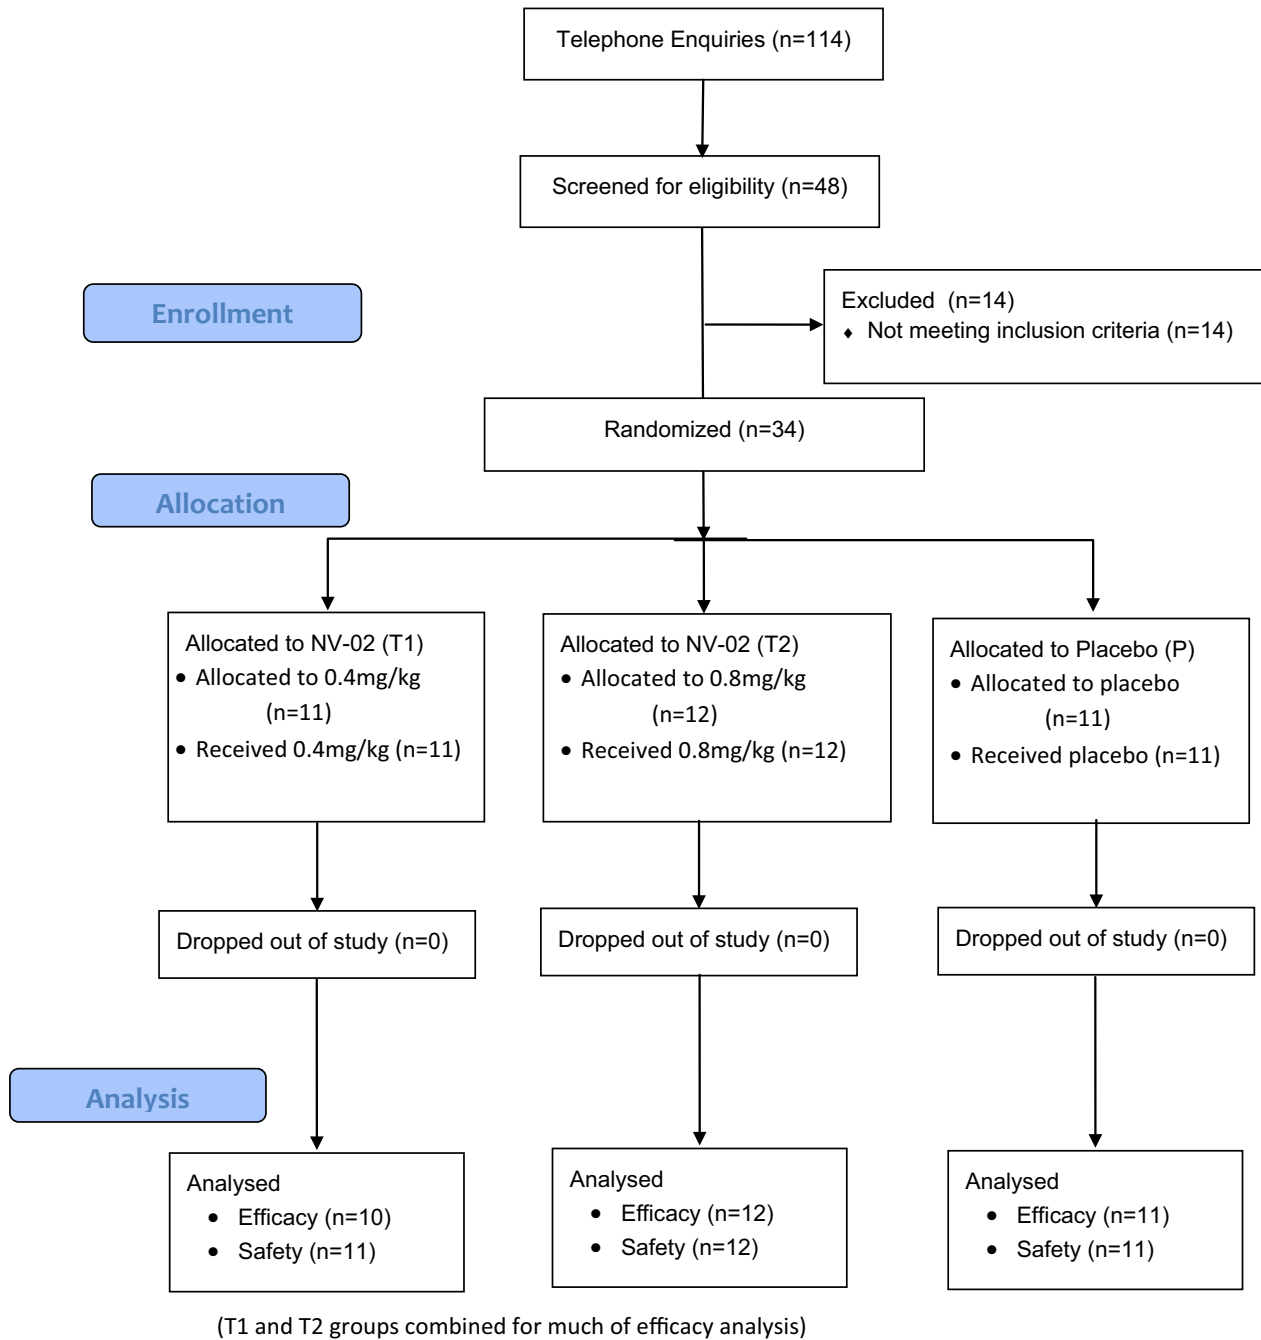 Telephone Enquiries (n=114)
Screened for eligibility (n=48)
Enrollment
Excluded  (n=14)
♦ Not meeting inclusion criteria (n=14)
Randomized (n=34)
Allocation
Allocated to NV-02 (T1)
• Allocated to 0.4mg/kg
(n=11)
• Received 0.4mg/kg (n=11)
Allocated to NV-02 (T2)
• Allocated to 0.8mg/kg
(n=12)
• Received 0.8mg/kg (n=12)
Allocated to Placebo (P)
• Allocated to placebo
(n=11)
• Received placebo (n=11)
Dropped out of study (n=0)
Dropped out of study (n=0)
Dropped out of study (n=0)
Analysis
Analysed
• Efficacy (n=10)
• Safety (n=11)
Analysed
• Efficacy (n=12)
• Safety (n=12)
Analysed
• Efficacy (n=11)
• Safety (n=11)
(T1 and T2 groups combined for much of efficacy analysis)